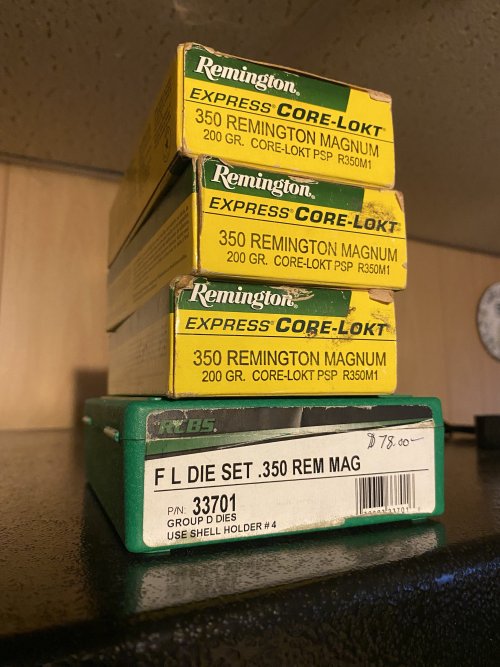 Remington®
EXPRESS® CORE-LOKT®
350 REMINGTON MAGNUM
200 GR. CORE-LOKT PSP R350M1
Remington®
EXPRESS® CORE-LOKT®
350 REMINGTON MAGNUM
200 GR. CORE-LOKT PSP R350M1
Remington
EXPRESS® CORE-LOKT
350 REMINGTON MAGNUM
200 GR. CORE-LOKT PSP R350M1
RCBS.
$78.00
F L DIE SET .350 REM MAG
P/N: 33701
GROUP D DIES
USE SHELL HOLDER #4